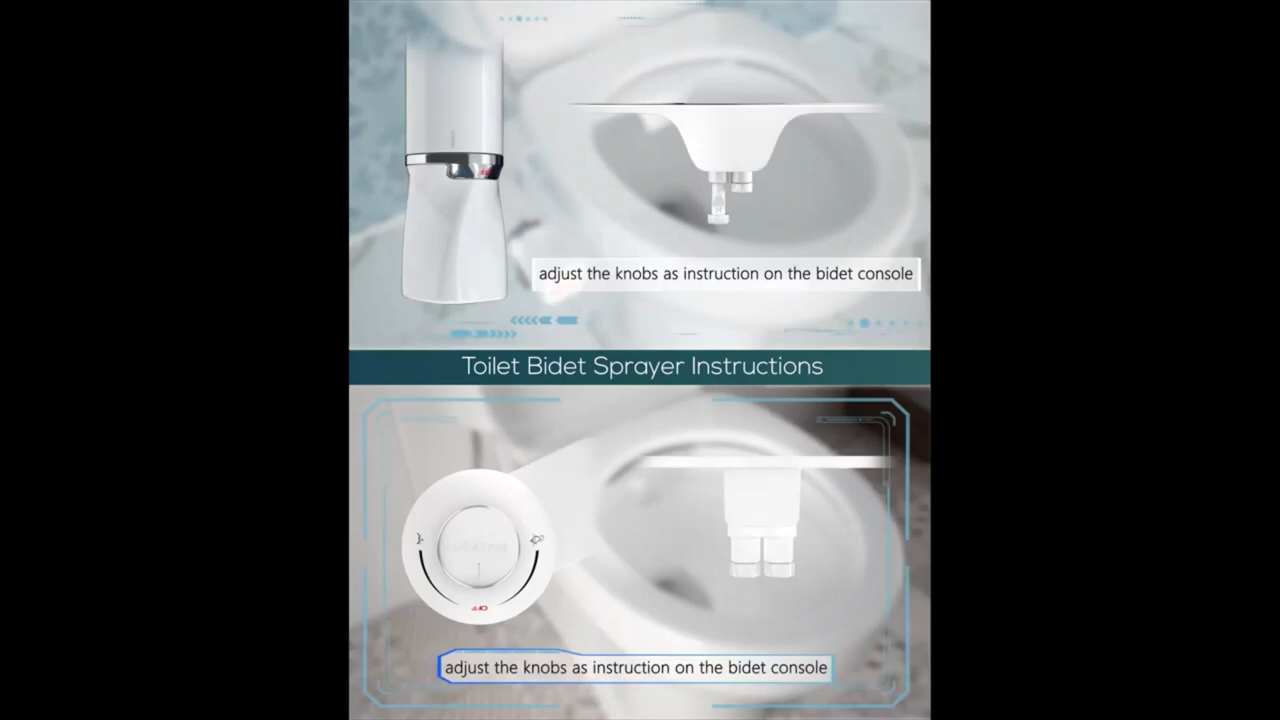 adjust the knobs as instruction on the bidet console
Toilet Bidet Sprayer Instructions
OFF
adjust the knobs as instruction on the bidet console